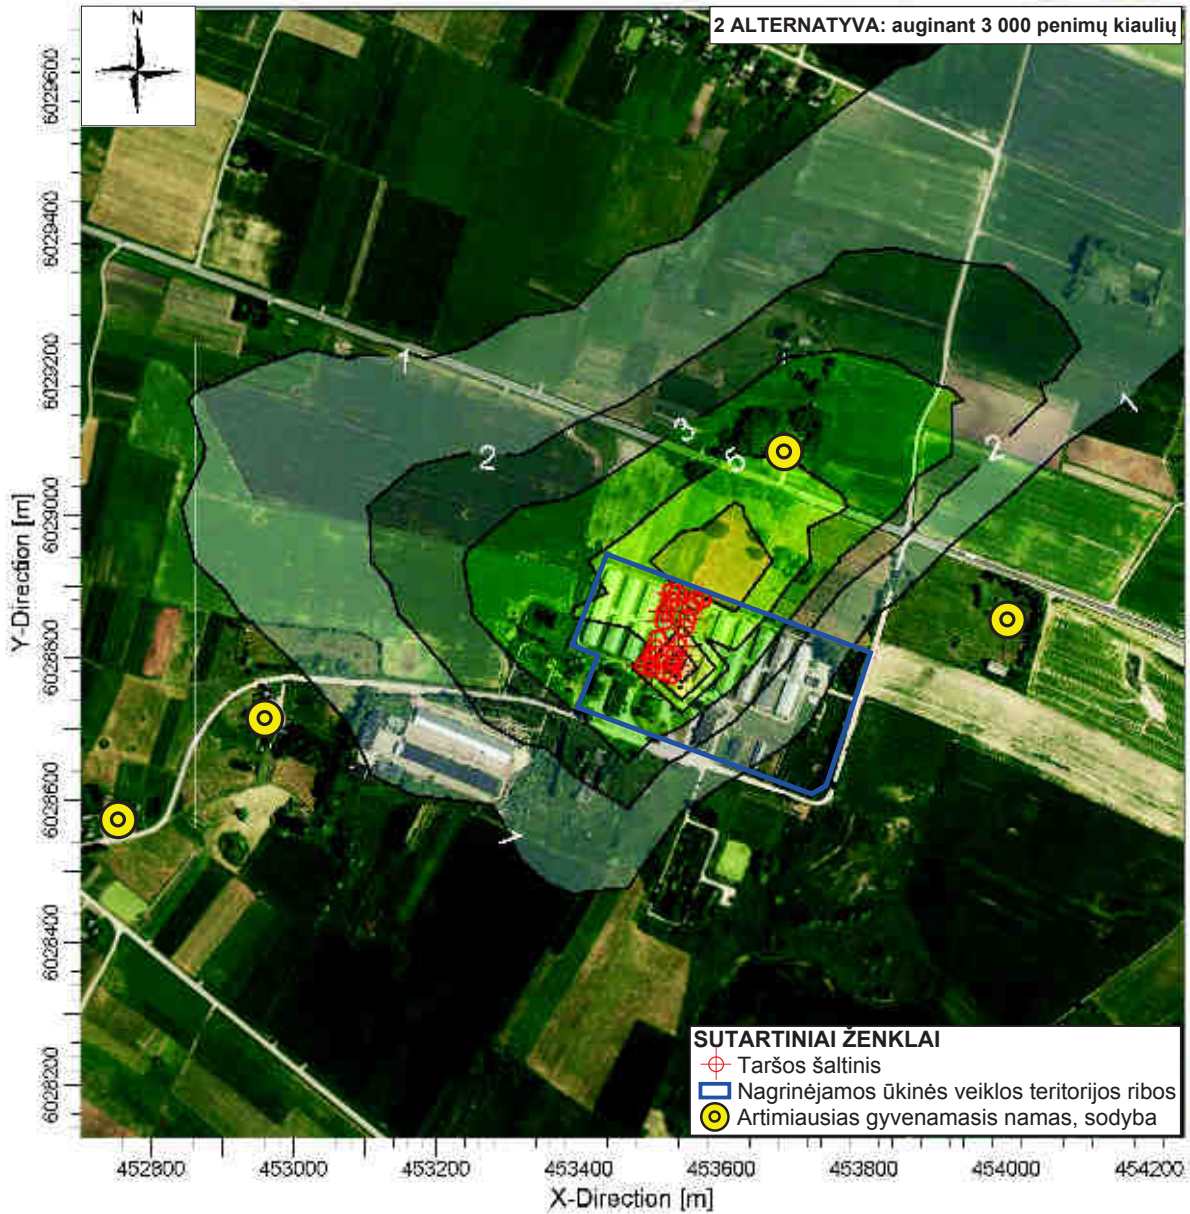 2 ALTERNATYVA: auginant 3 000 penimų kiaulių
N
6029600
6029400
6029200
6029000
6028800
6028600
6028400
6028200
Y-Direction [m]
1
1
2
3
5
2
1
1
SUTARTINIAI ŽENKLAI
Taršos šaltinis
Nagrinėjamos ūkinės veiklos teritorijos ribos
Artimiausias gyvenamasis namas, sodyba
452800 453000 453200 453400 453600 453800 454000 454200
X-Direction [m]